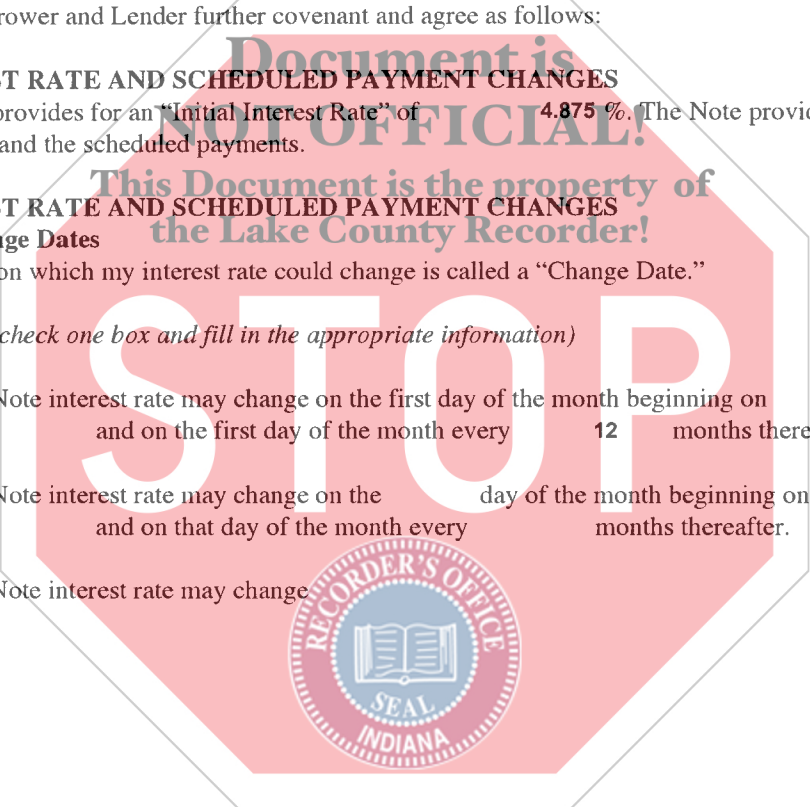 rower and Lender further covenant and agree as follows:
Document is
ST RATE AND SCHEDULED PAYMENT CHANGES
provides for an “Initial Interest Rate” of 4.875 %. The Note provid
NOT OFFICIAL!
and the scheduled payments.
This Document is the property of
ST RATE AND SCHEDULED PAYMENT CHANGES
the Lake County Recorder!
nge Dates
on which my interest rate could change is called a “Change Date.”
STOP
check one box and fill in the appropriate information)
Note interest rate may change on the first day of the month beginning on
and on the first day of the month every 12 months there
Note interest rate may change on the day of the month beginning on
and on that day of the month every months thereafter.
Note interest rate may change
RECORDER'S OFFICE
SEAL
INDIANA